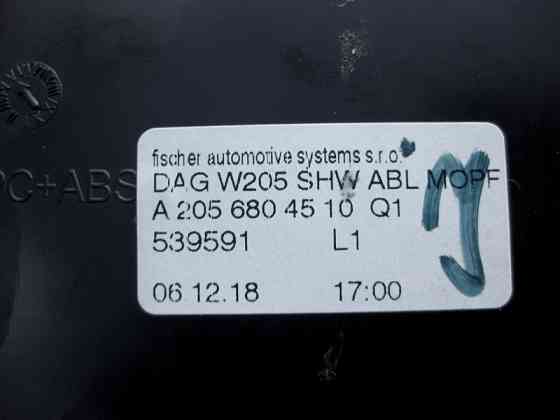 fischer automotive systems s.r.o.
DAG W205 SHW ABL MOPF
A 205 680 45 10 Q1
539591 L1
06.12.18 17:00
PC+ABS